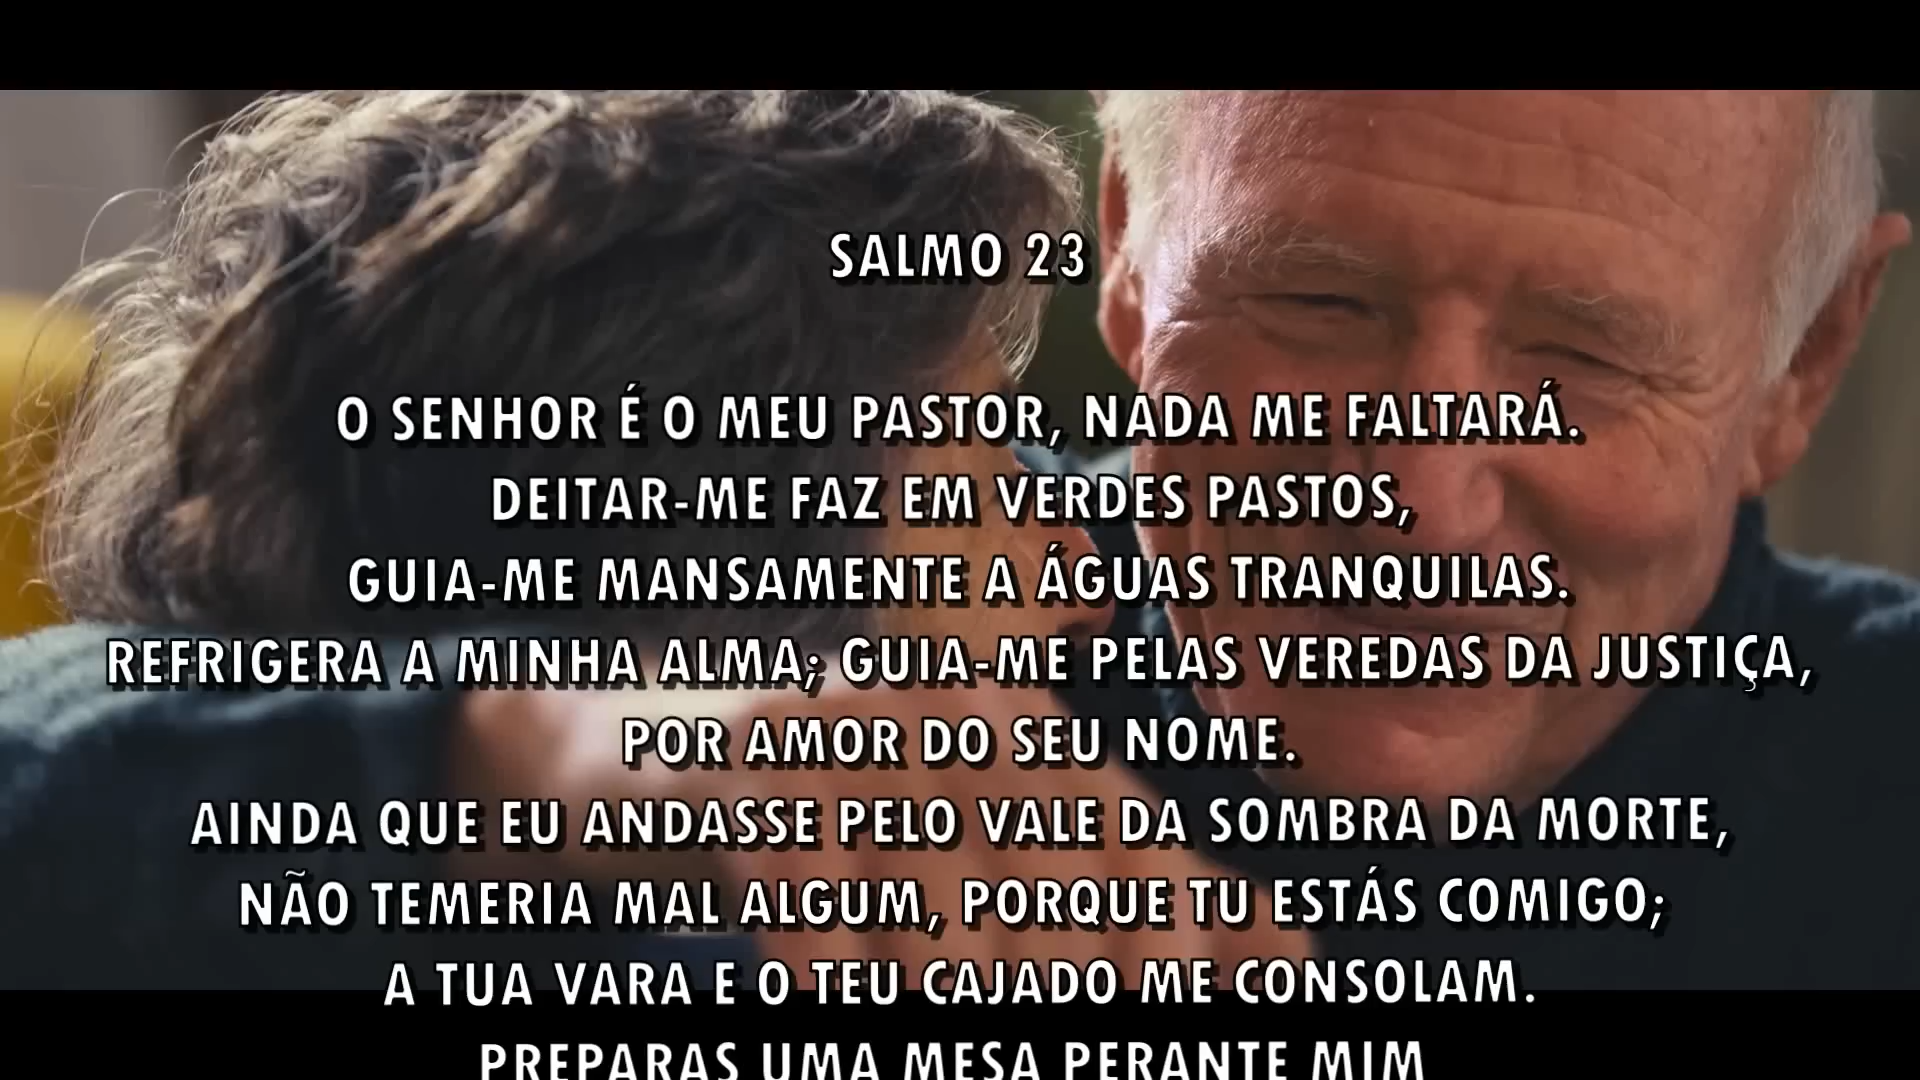 SALMO 23
O SENHOR É O MEU PASTOR, NADA ME FALTARÁ.
DEITAR-ME FAZ EM VERDES PASTOS,
GUIA-ME MANSAMENTE A ÁGUAS TRANQUILAS.
REFRIGERA A MINHA ALMA; GUIA-ME PELAS VEREDAS DA JUSTIÇA,
POR AMOR DO SEU NOME.
AINDA QUE EU ANDASSE PELO VALE DA SOMBRA DA MORTE,
NÃO TEMERIA MAL ALGUM, PORQUE TU ESTÁS COMIGO;
A TUA VARA E O TEU CAJADO ME CONSOLAM.
PREPARAS UMA MESA PERANTE MIM